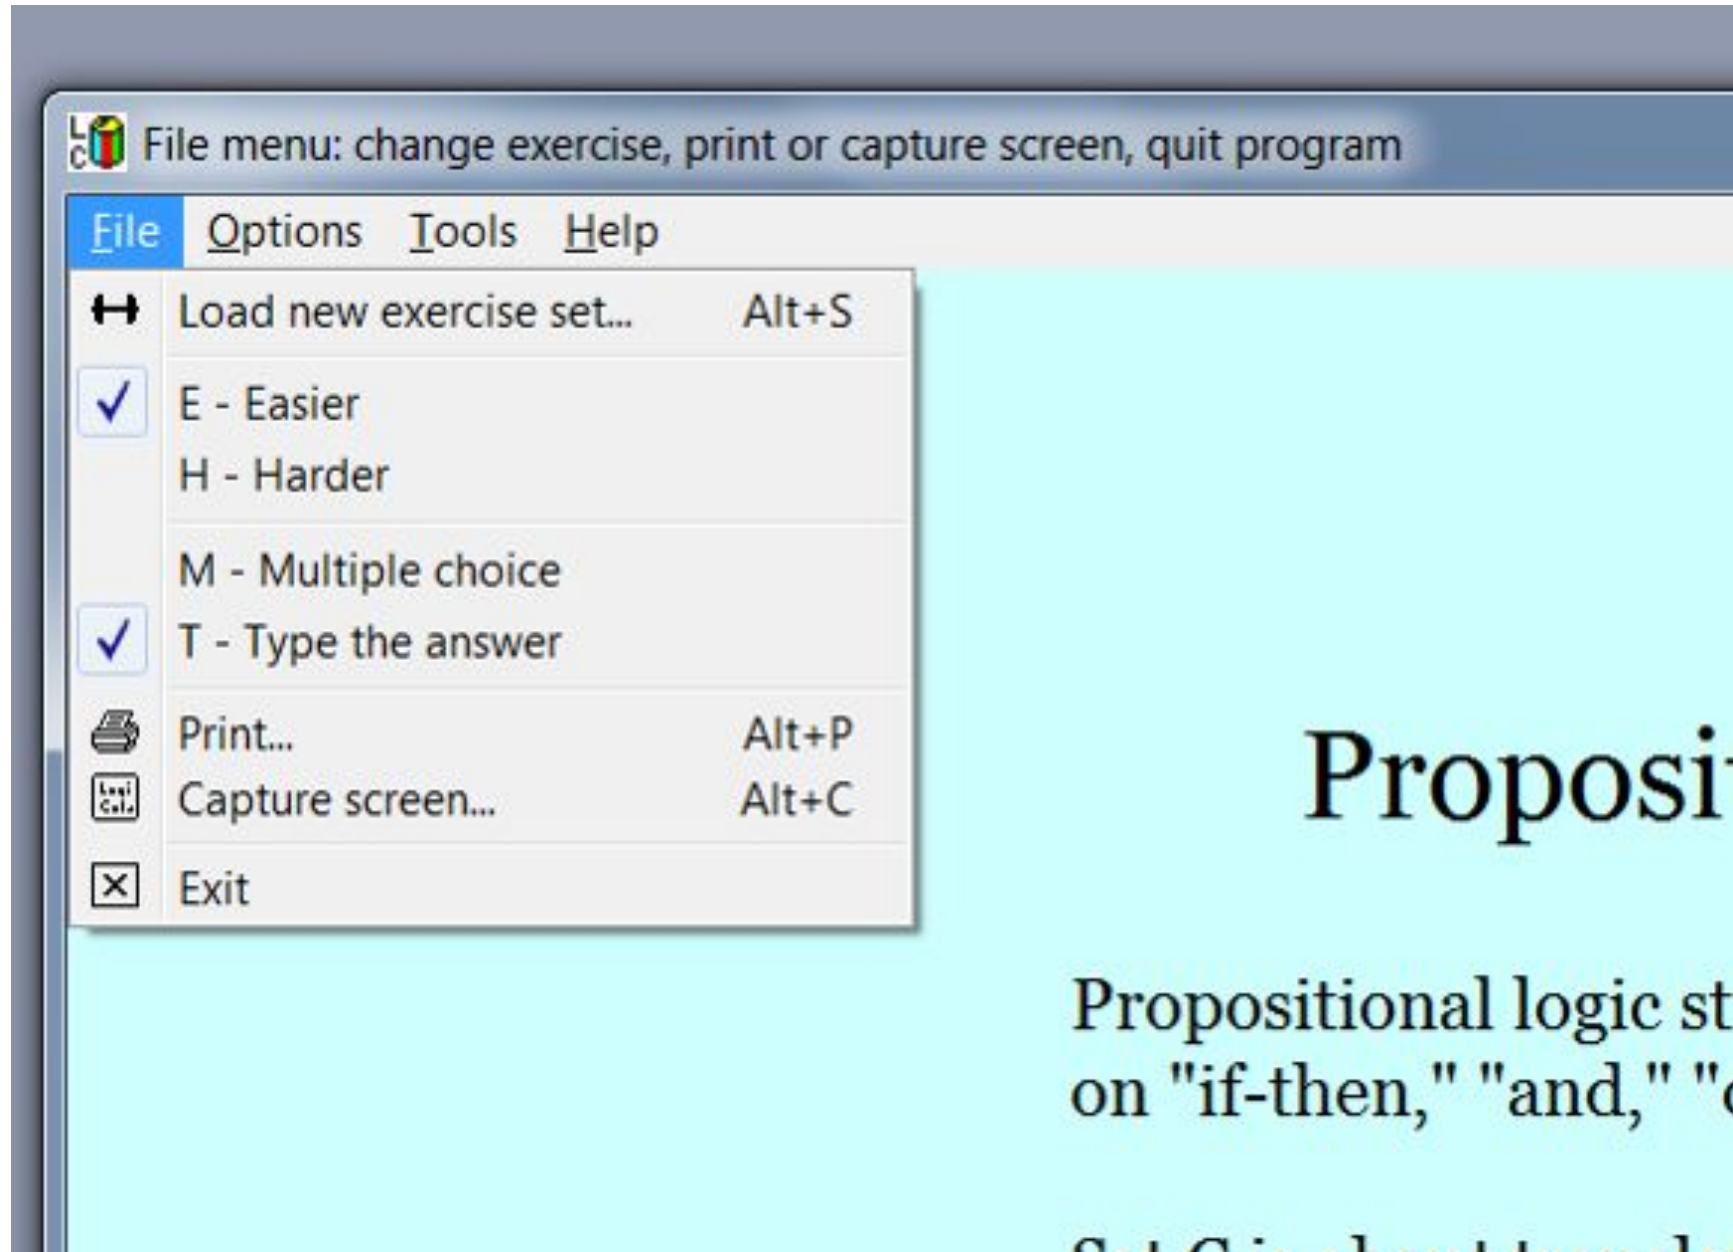 File menu: change exercise, print or capture screen, quit program
File Options Tools Help
Load new exercise set... Alt+S
E - Easier
H - Harder
M - Multiple choice
T - Type the answer
Print... Alt+P
Capture screen... Alt+C
Exit
Proposi
Propositional logic st
on "if-then," "and," "